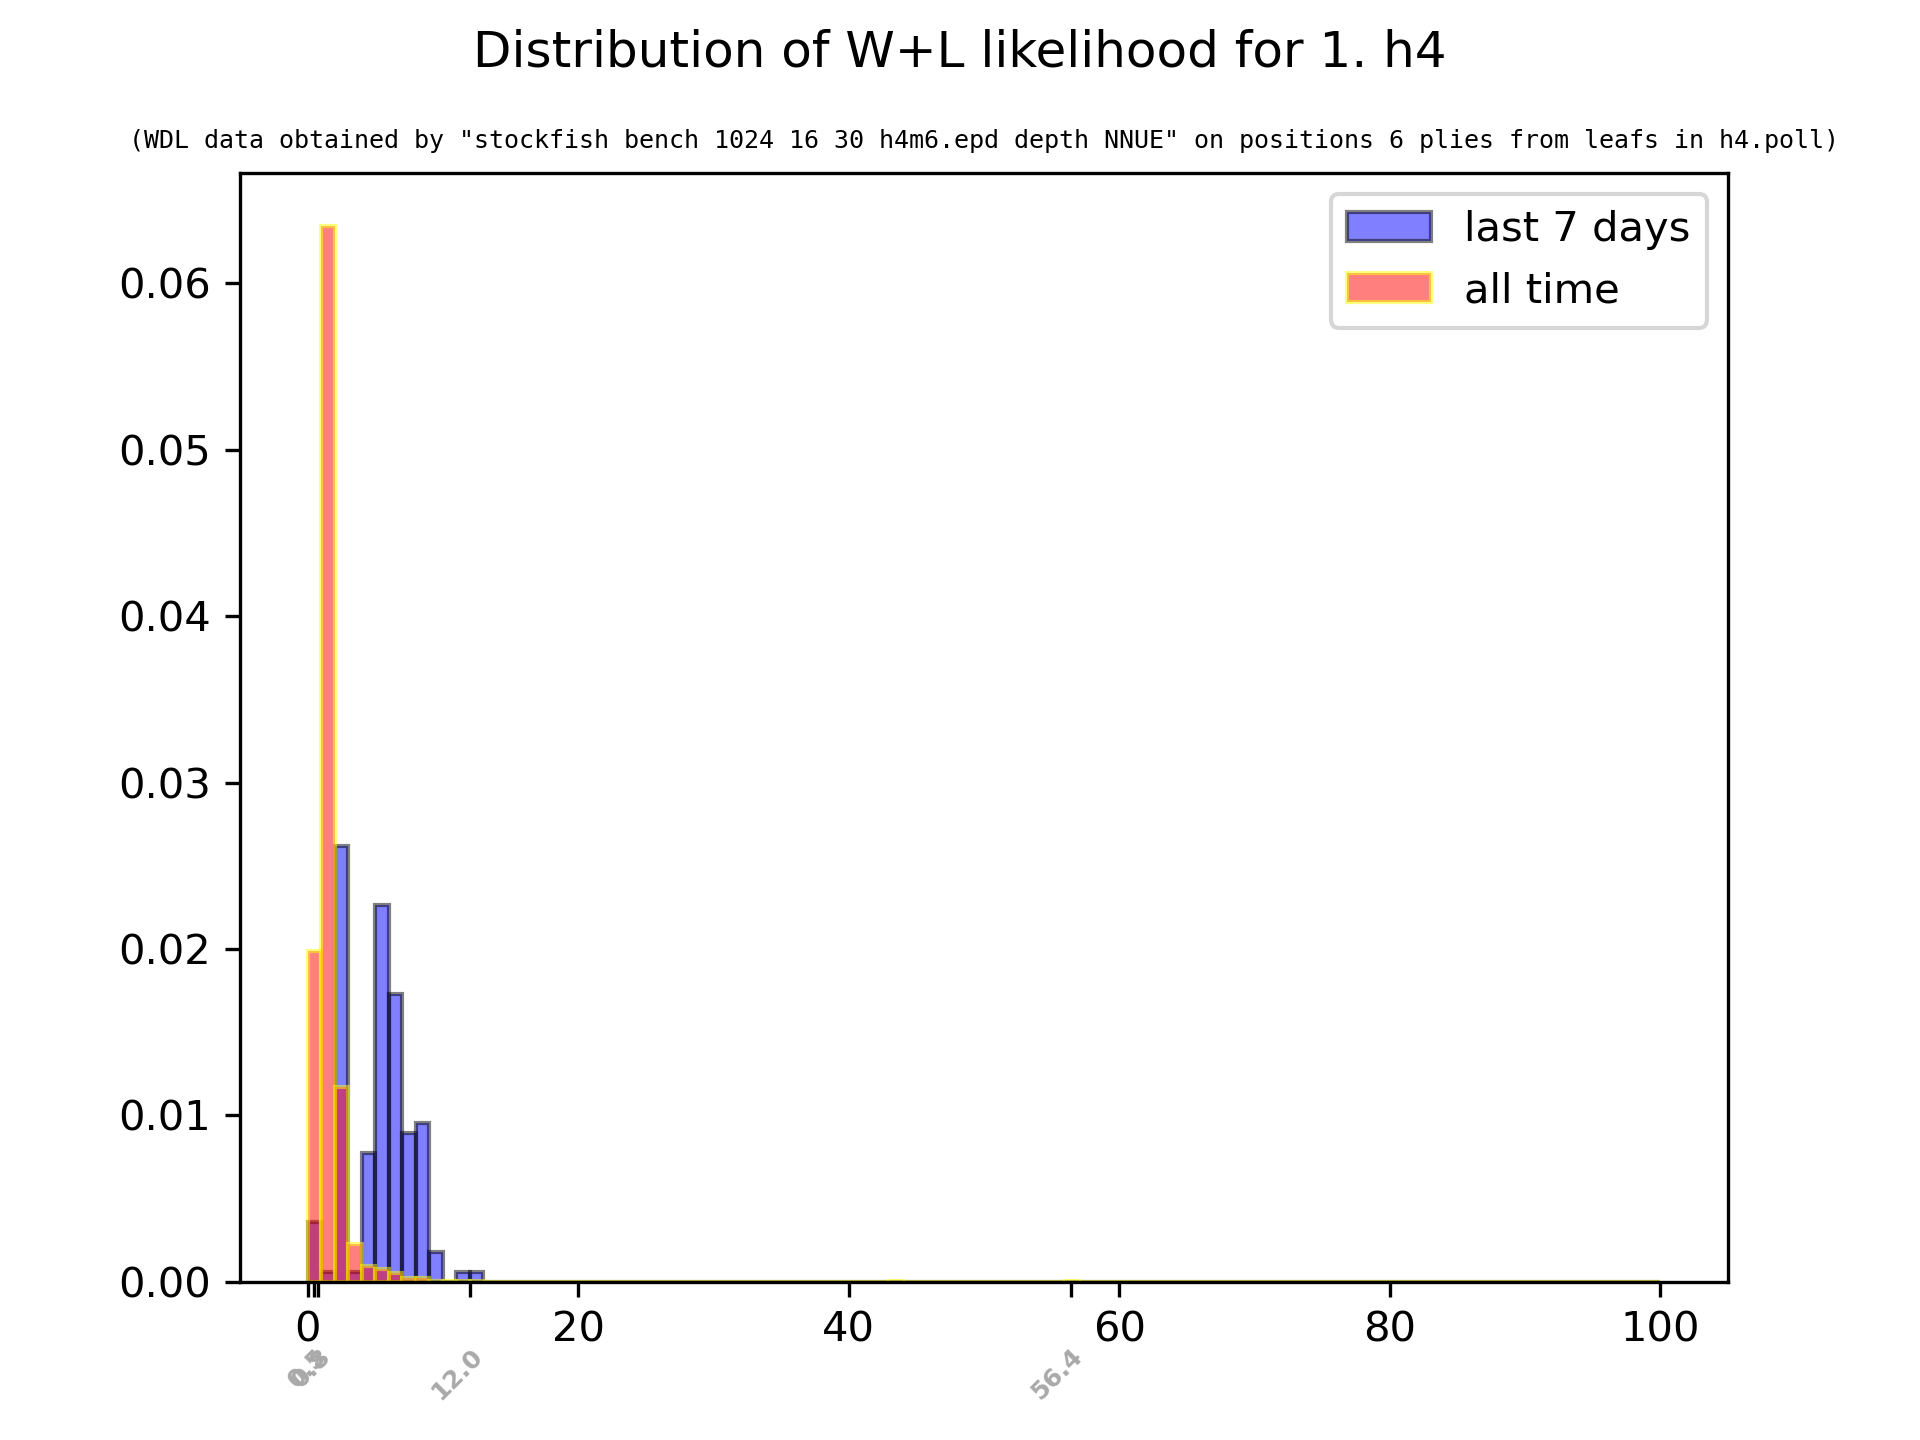 Distribution of W+L likelihood for 1. h4
(WDL data obtained by "stockfish bench 1024 16 30 h4m6.epd depth NNUE" on positions 6 plies from leafs in h4.poll)
last 7 days
all time
0.06
0.05
0.04
0.03
0.02
0.01
0.00
0 20 40 60 80 100
12.0 56.4